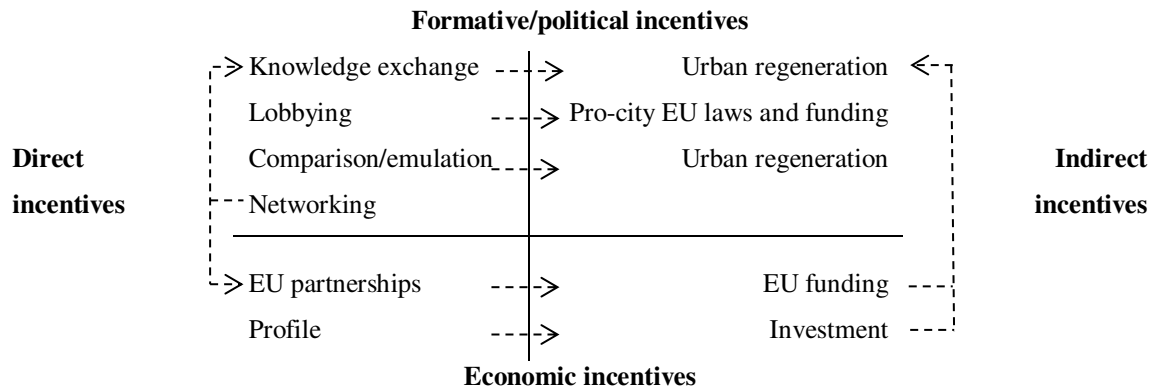 Formative/political incentives
Knowledge exchange Urban regeneration
Lobbying Pro-city EU laws and funding
Direct Comparison/emulation Urban regeneration Indirect
incentives Networking incentives
EU partnerships EU funding
Profile Investment
Economic incentives